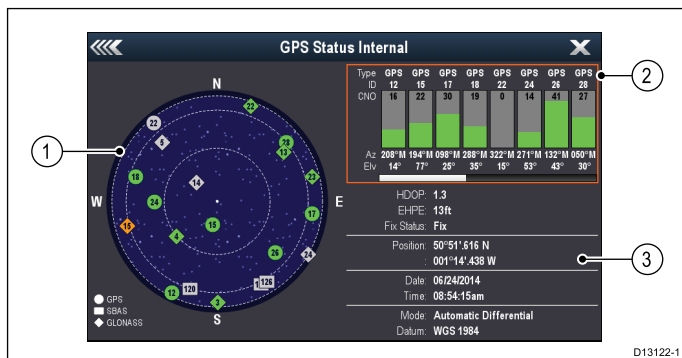 GPS Status Internal
N
22
22
5
28
13
18
14
23
24
W
E
17
15
15
4
26
24
12
120
126
3
S
GPS
SBAS
GLONASS
Type GPS GPS GPS GPS GPS GPS GPS GPS
ID 12 15 17 18 22 24 26 28
CNO 16 22 30 19 0 14 41 27
Az 208°M 194°M 098°M 288°M 322°M 271°M 132°M 050°M
Elv 14° 77° 25° 35° 15° 53° 43° 30°
HDOP: 1.3
EHPE: 13ft
Fix Status: Fix
Position: 50°51'.616 N
: 001°14'.438 W
Date: 06/24/2014
Time: 08:54:15am
Mode: Automatic Differential
Datum: WGS 1984
1
2
3
D13122-1